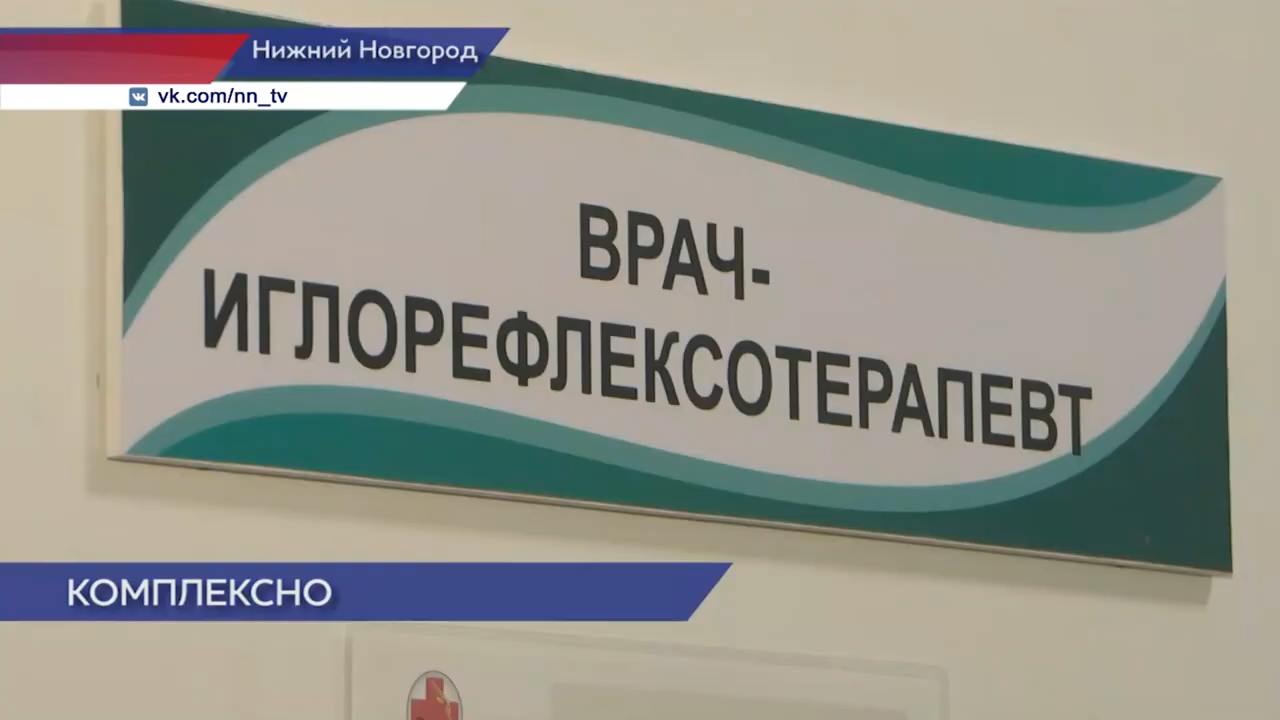 Нижний Новгород
vk.com/nn_tv
ВРАЧ-
ИГЛОРЕФЛЕКСОТЕРАПЕВТ
КОМПЛЕКСНО